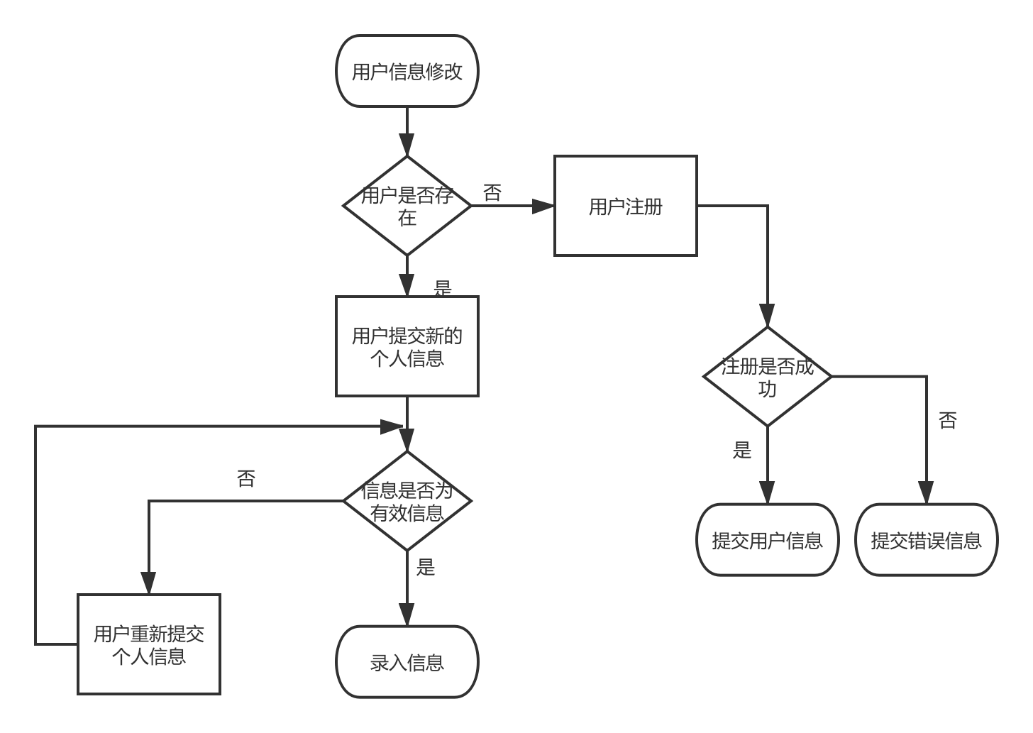 用户信息修改
用户是否存
在
否
用户注册
是
用户提交新的
个人信息
注册是否成
功
否
是
否
信息是否为
有效信息
提交用户信息
提交错误信息
是
用户重新提交
个人信息
录入信息